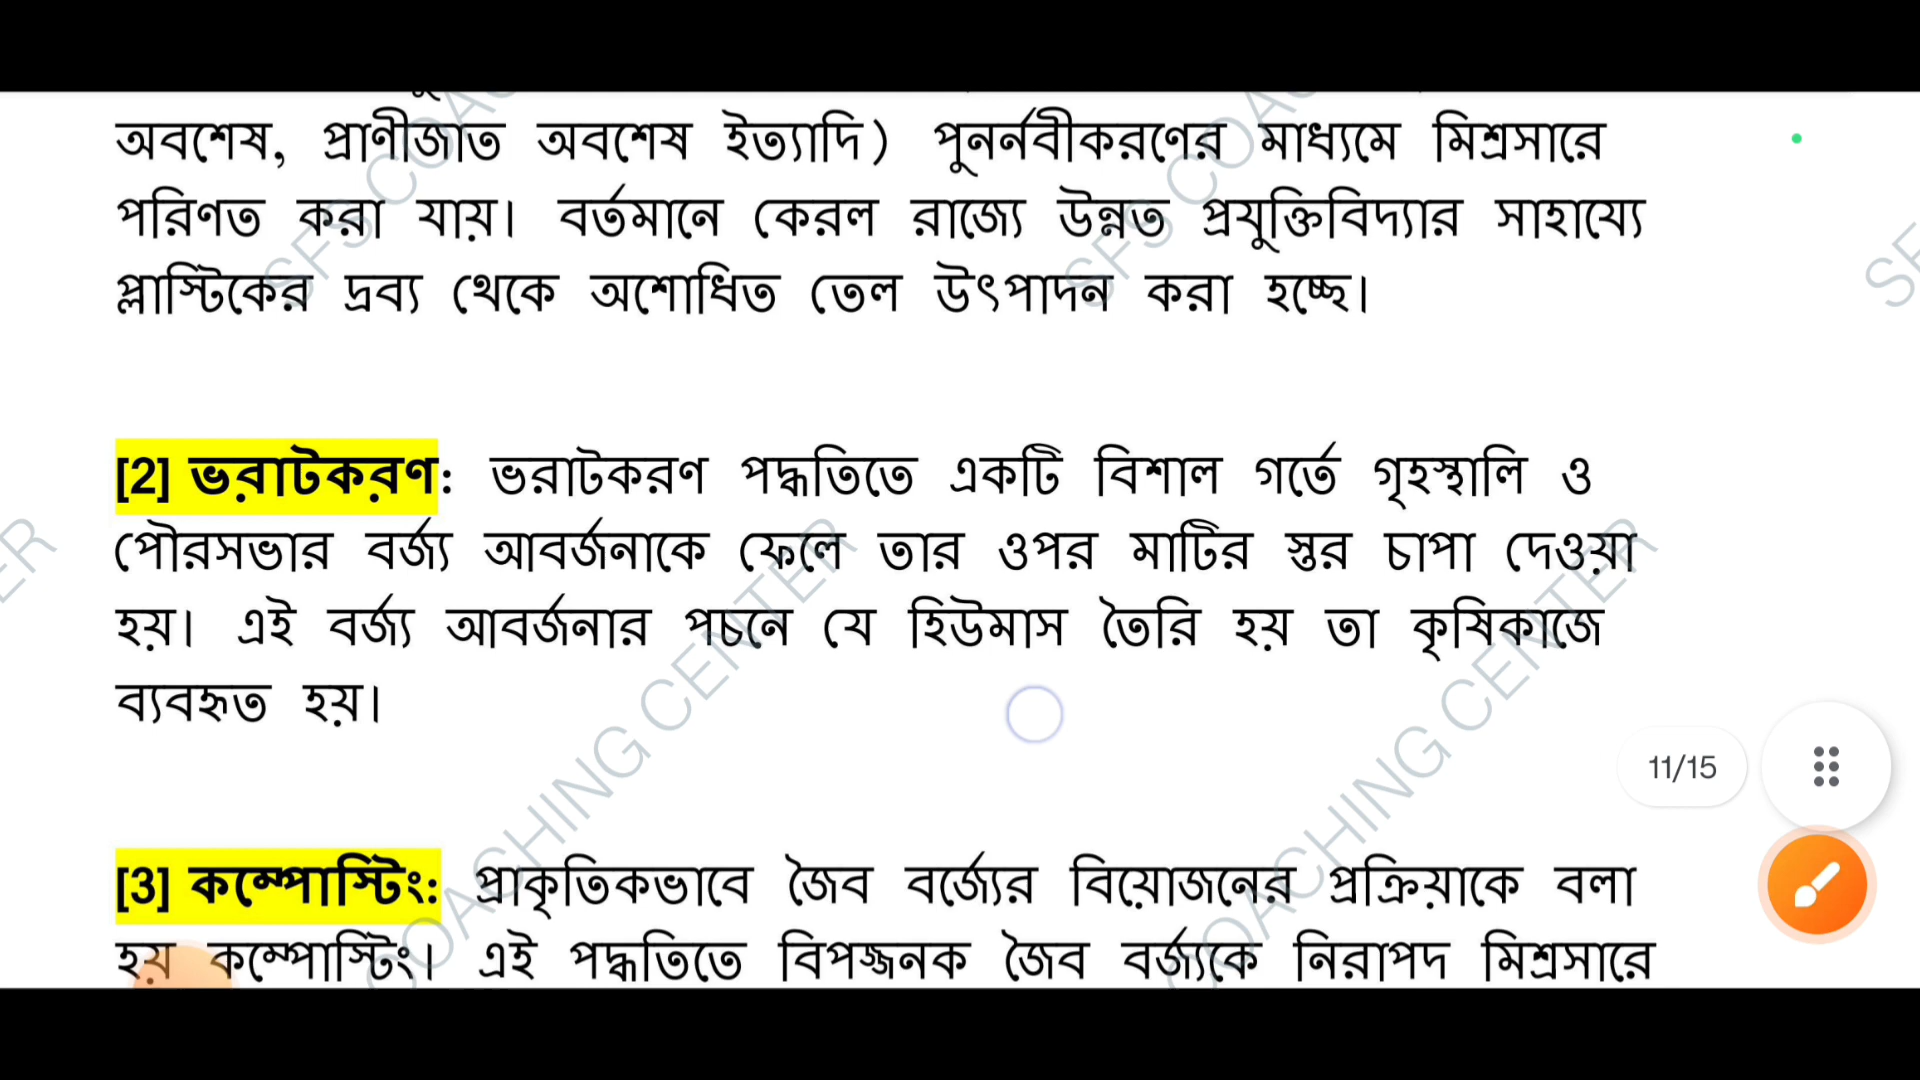 অবশেষ, প্রাণীজাত অবশেষ ইত্যাদি) পুনর্নবীকরণের মাধ্যমে মিশ্রসারে
পরিণত করা যায়। বর্তমানে কেরল রাজ্যে উন্নত প্রযুক্তিবিদ্যার সাহায্যে
প্লাস্টিকের দ্রব্য থেকে অশোধিত তেল উৎপাদন করা হচ্ছে।
[2] ভরাটকরণ: ভরাটকরণ পদ্ধতিতে একটি বিশাল গর্তে গৃহস্থালি ও
পৌরসভার বর্জ্য আবর্জনাকে ফেলে তার ওপর মাটির স্তর চাপা দেওয়া
হয়। এই বর্জ্য আবর্জনার পচনে যে হিউমাস তৈরি হয় তা কৃষিকাজে
ব্যবহৃত হয়।
11/15
[3] কম্পোস্টিং: প্রাকৃতিকভাবে জৈব বর্জ্যের বিয়োজনের প্রক্রিয়াকে বলা
হয় কম্পোস্টিং। এই পদ্ধতিতে বিপজ্জনক জৈব বর্জ্যকে নিরাপদ মিশ্রসারে
SFS COACHING CENTER